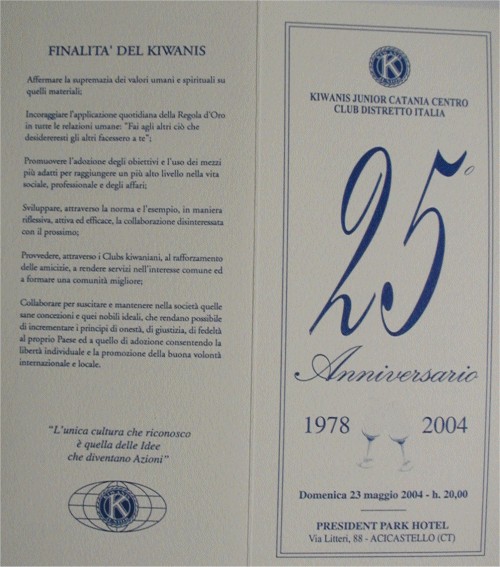 FINALITA' DEL KIWANIS
Affermare la supremazia dei valori umani e spirituali su
quelli materiali;
Incoraggiare l'applicazione quotidiana della Regola d'Oro
in tutte le relazioni umane: "Fai agli altri ciò che
desidereresti gli altri facessero a te";
Promuovere l'adozione degli obiettivi e l'uso dei mezzi
più adatti per raggiungere un più alto livello nella vita
sociale, professionale e degli affari;
Sviluppare, attraverso la norma e l'esempio, in maniera
riflessiva, attiva ed efficace, la collaborazione disinteressata
con il prossimo;
Provvedere, attraverso i Clubs kiwaniani, al rafforzamento
delle amicizie, a rendere servizi nell'interesse comune ed
a formare una comunità migliore;
Collaborare per suscitare e mantenere nella società quelle
sane concezioni e quei nobili ideali, che rendano possibile
di incrementare i principi di onestà, di giustizia, di fedeltà
al proprio Paese ed a quello di adozione consentendo la
libertà individuale e la promozione della buona volontà
internazionale e locale.
"L'unica cultura che riconosco
è quella delle Idee
che diventano Azioni"
K
K
KIWANIS JUNIOR CATANIA CENTRO
CLUB DISTRETTO ITALIA
25°
Anniversario
1978 2004
Domenica 23 maggio 2004 - h. 20,00
PRESIDENT PARK HOTEL
Via Litteri, 88 - ACICASTELLO (CT)